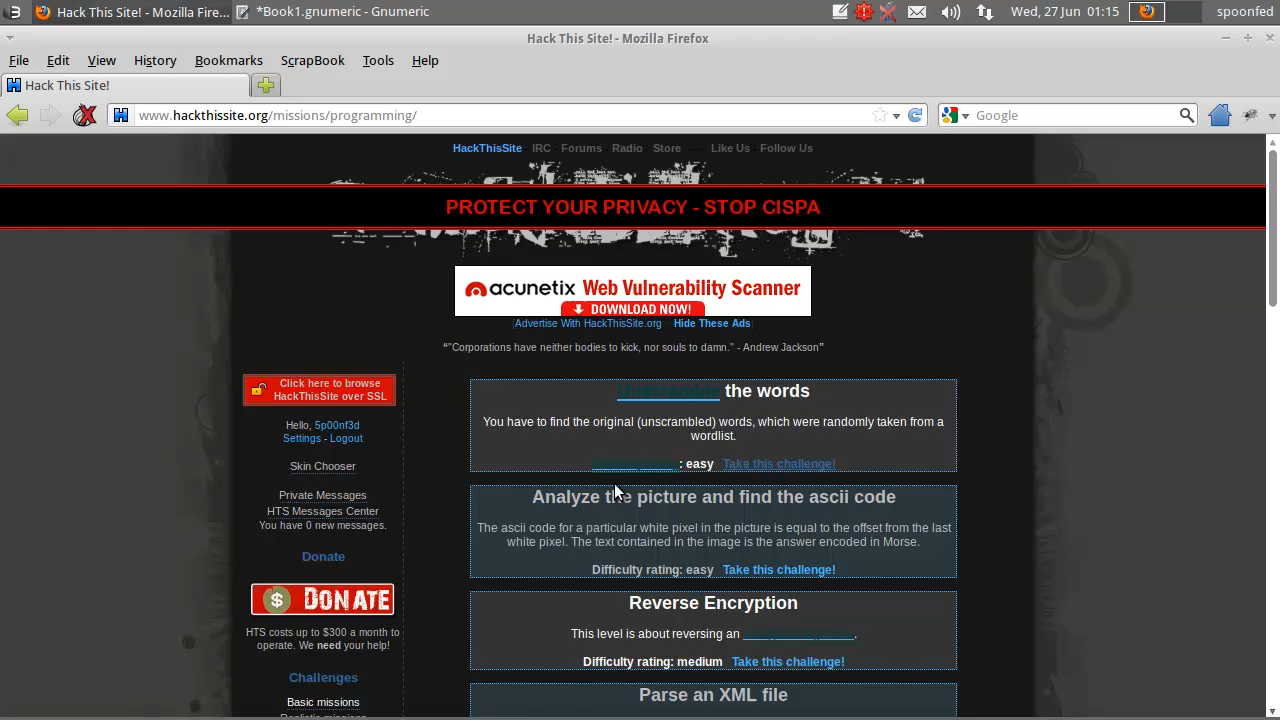 Hack This Site! - Mozilla Fire...
*Book1.gnumeric - Gnumeric
Wed, 27 Jun 01:15
spoonfed
Hack This Site! - Mozilla Firefox
File Edit View History Bookmarks ScrapBook Tools Help
Hack This Site!
www.hackthissite.org/missions/programming/
Google
HackThisSite IRC Forums Radio Store Like Us Follow Us
PROTECT YOUR PRIVACY - STOP CISPA
acunetix Web Vulnerability Scanner
DOWNLOAD NOW!
Advertise With HackThisSite.org Hide These Ads
“"Corporations have neither bodies to kick, nor souls to damn." - Andrew Jackson”
Click here to browse
HackThisSite over SSL
Hello, 5p00nf3d
Settings - Logout
Skin Chooser
Private Messages
HTS Messages Center
You have 0 new messages.
Donate
$ DONATE
HTS costs up to $300 a month to
operate. We need your help!
Challenges
Basic missions
Unscramble the words
You have to find the original (unscrambled) words, which were randomly taken from a
wordlist.
: easy Take this challenge!
Analyze the picture and find the ascii code
The ascii code for a particular white pixel in the picture is equal to the offset from the last
white pixel. The text contained in the image is the answer encoded in Morse.
Difficulty rating: easy Take this challenge!
Reverse Encryption
This level is about reversing an .
Difficulty rating: medium Take this challenge!
Parse an XML file